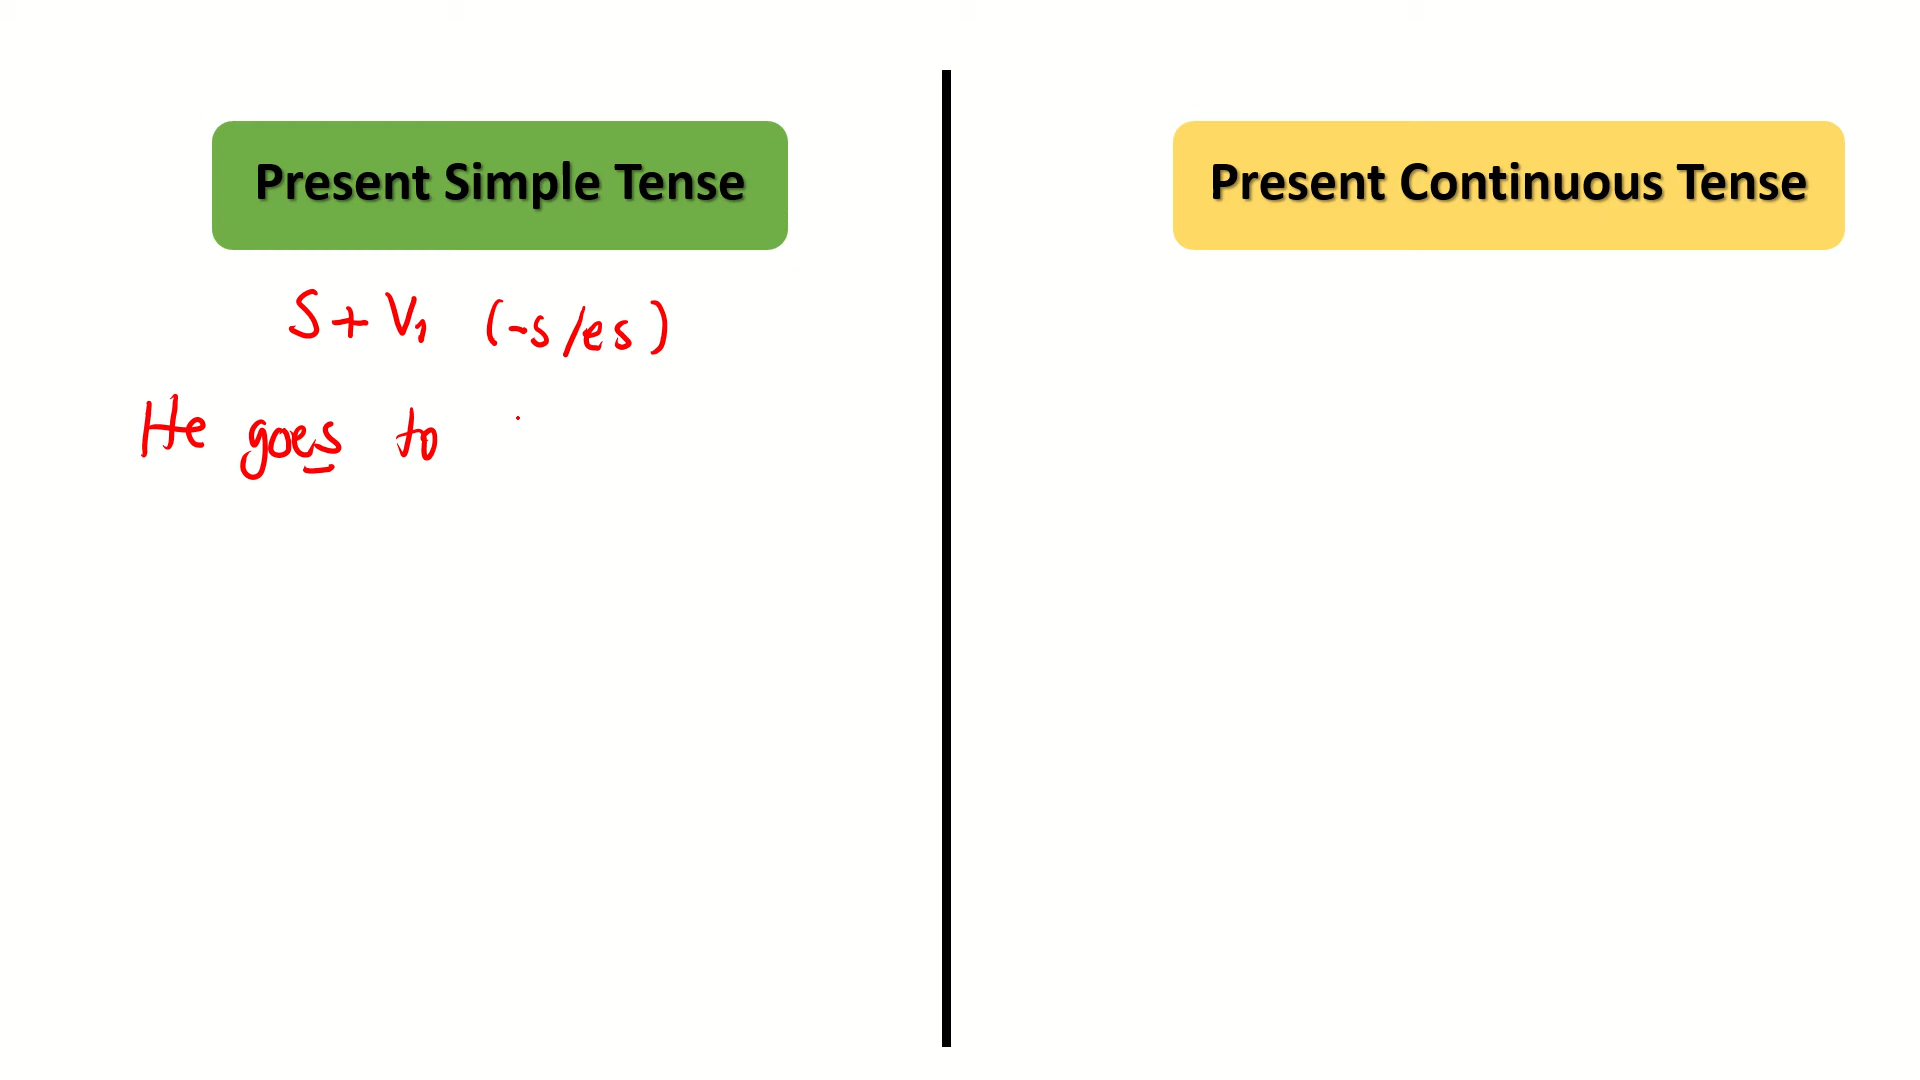 Present Simple Tense
S + V₁ (-s/es)
He goes to
Present Continuous Tense